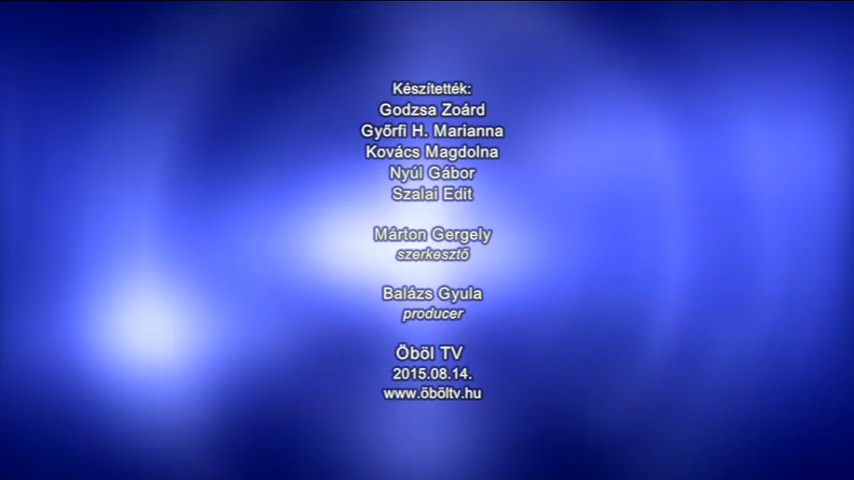 Készítették:
Godzsa Zoárd
Győrfi H. Marianna
Kovács Magdolna
Nyúl Gábor
Szalai Edit
Márton Gergely
szerkesztő
Balázs Gyula
producer
Öböl TV
2015.08.14.
www.öböltv.hu